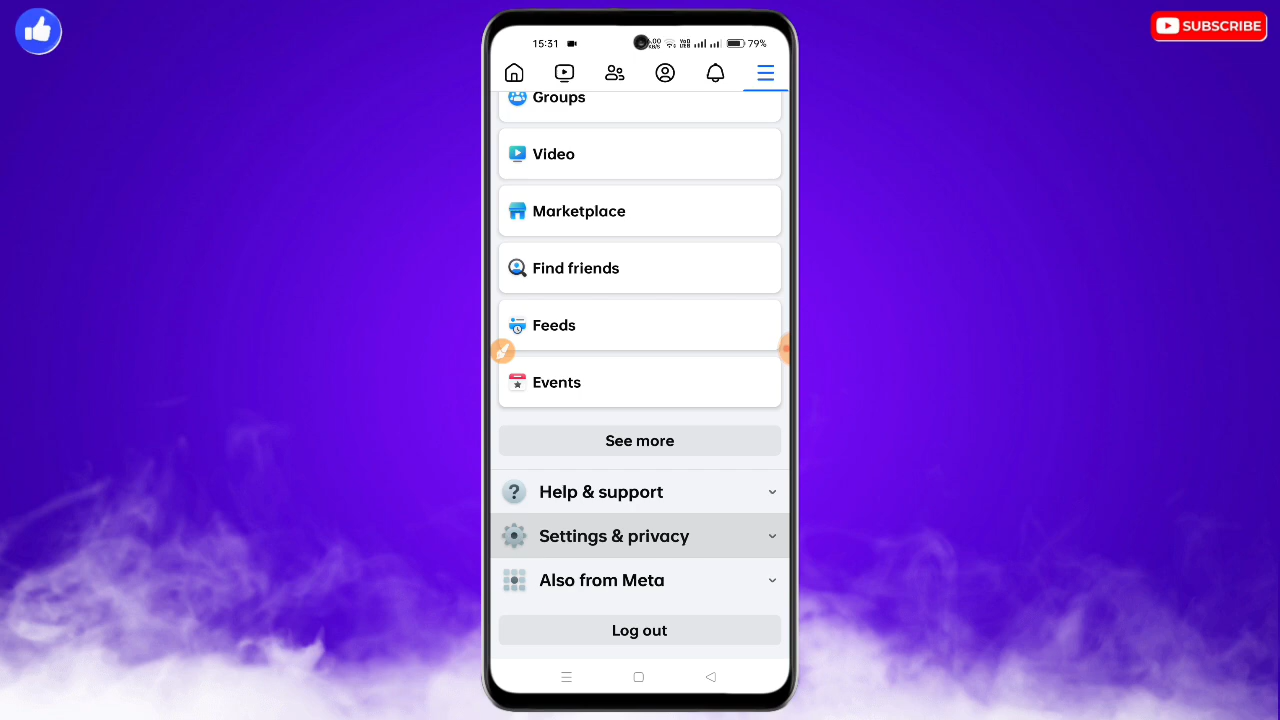 SUBSCRIBE
15:31
79%
Groups
Video
Marketplace
Find friends
Feeds
Events
See more
Help & support
Settings & privacy
Also from Meta
Log out